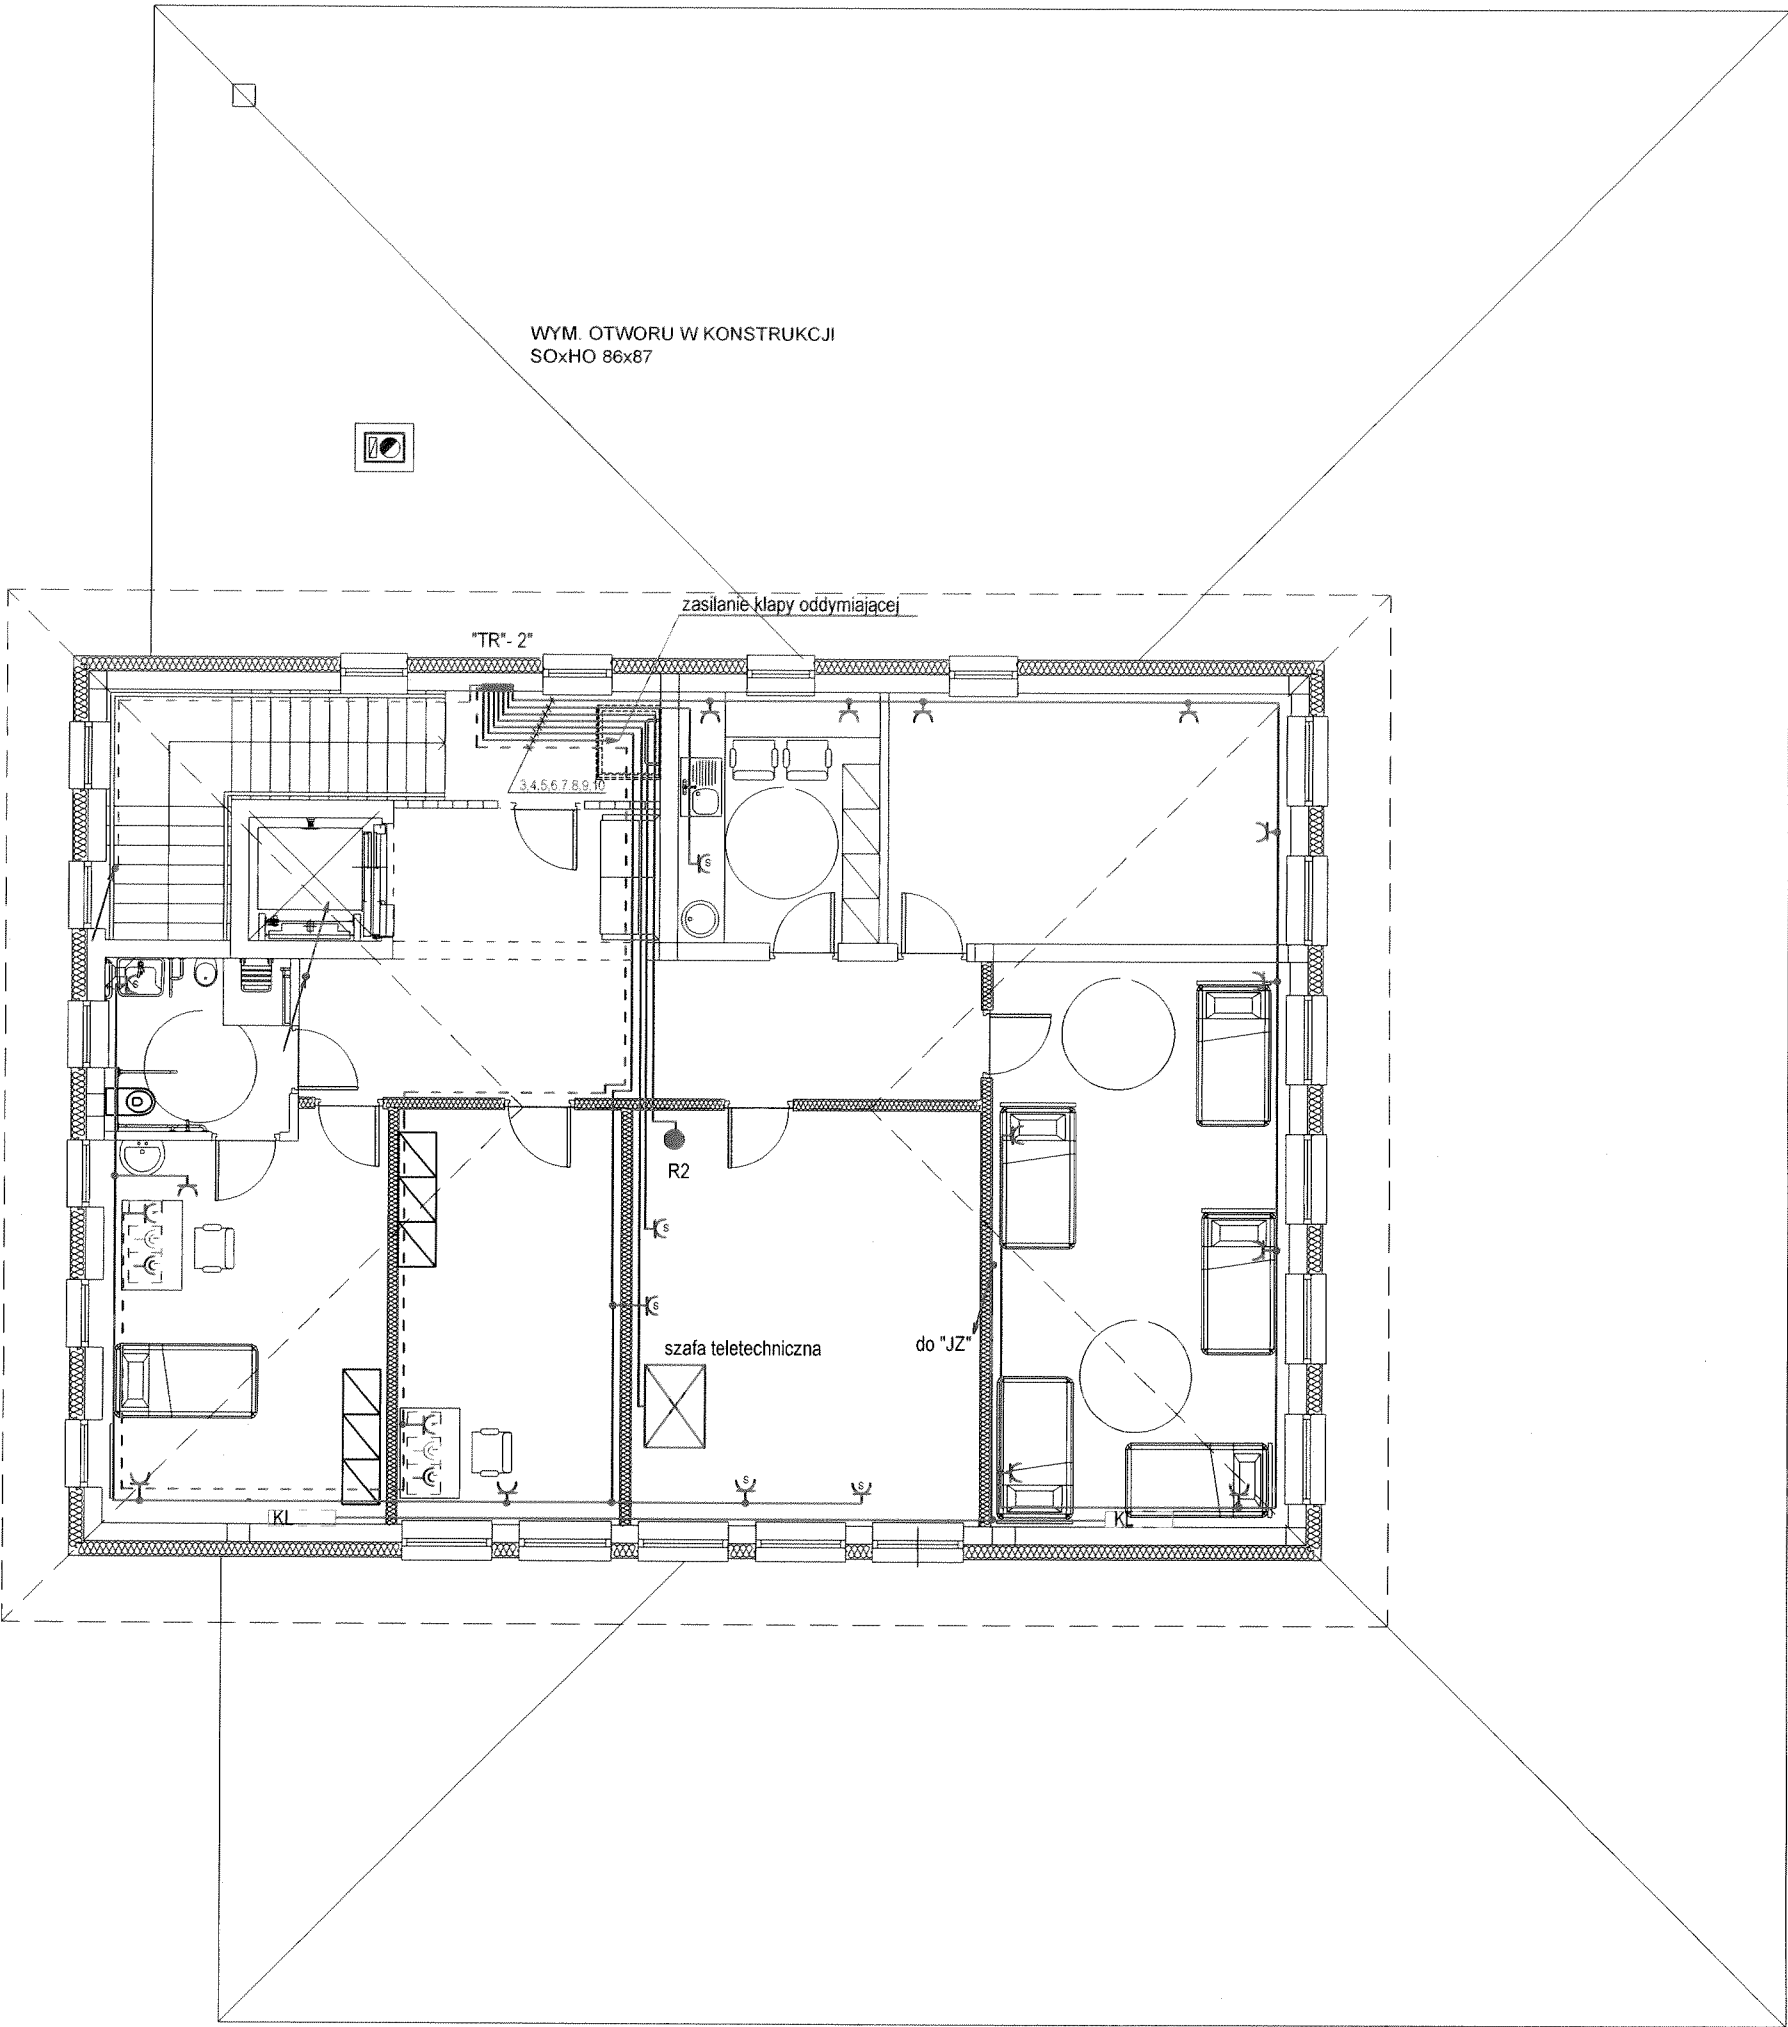 WYM. OTWORU W KONSTRUKCJI
SOxHO 86x87
zasilanie klapy oddymiającej
"TR"- 2"
3,4,5,6,7,8,9,10
S
S
R2
S
S
szafa teletechniczna
do "JZ"
S
S
KL
KL